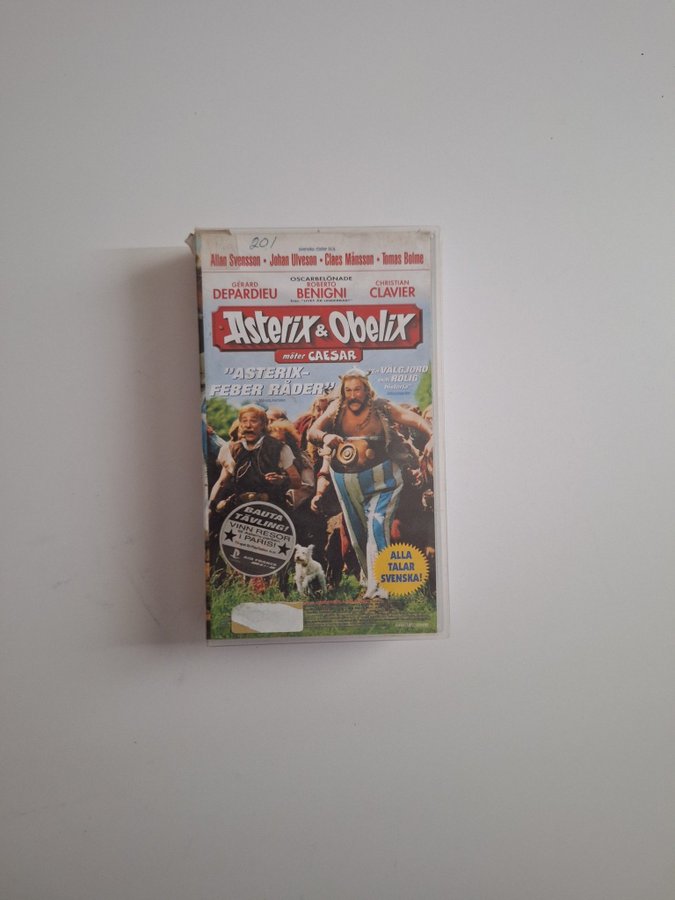 201
Allan Svensson • Johan Ulveson • Claes Månsson • Tomas Bolme
GÉRARD
DEPARDIEU
OSCARBELÖNADE
ROBERTO
BENIGNI
CHRISTIAN
CLAVIER
Asterix & Obelix
möter CAESAR
"ASTERIX-
FEBER RÅDER"
VÄLGJORD
och ROLIG
historia"
BAUTA
TÄVLING!
VINN RESOR
I PARIS!
ALLA
TALAR
SVENSKA!